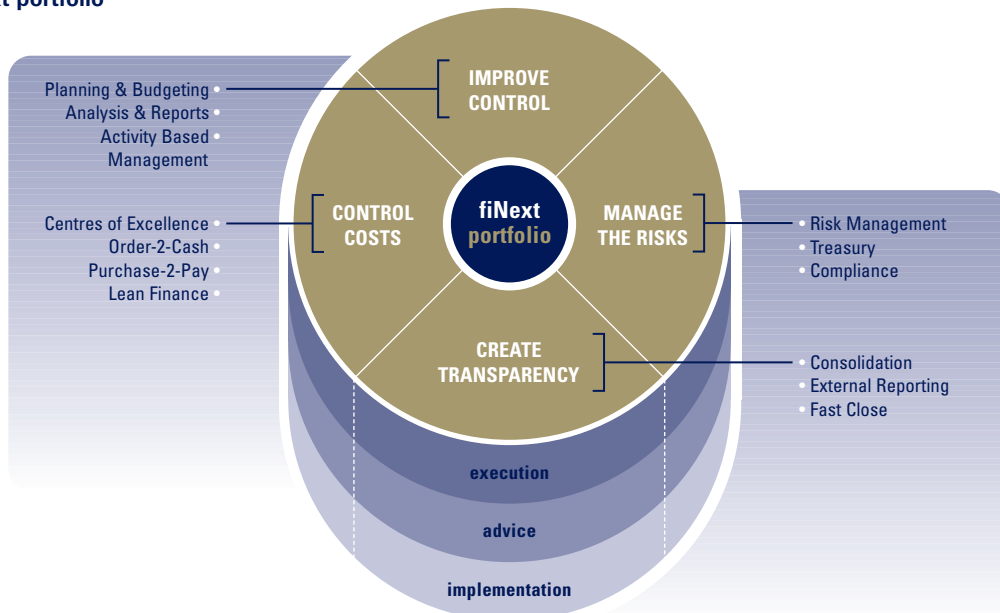 portfolio
IMPROVE
CONTROL
Planning & Budgeting •
Analysis & Reports •
Activity Based •
Management
CONTROL
COSTS
Centres of Excellence •
Order-2-Cash •
Purchase-2-Pay •
Lean Finance •
fiNext
portfolio
MANAGE
THE RISKS
• Risk Management
• Treasury
• Compliance
CREATE
TRANSPARENCY
• Consolidation
• External Reporting
• Fast Close
execution
advice
implementation